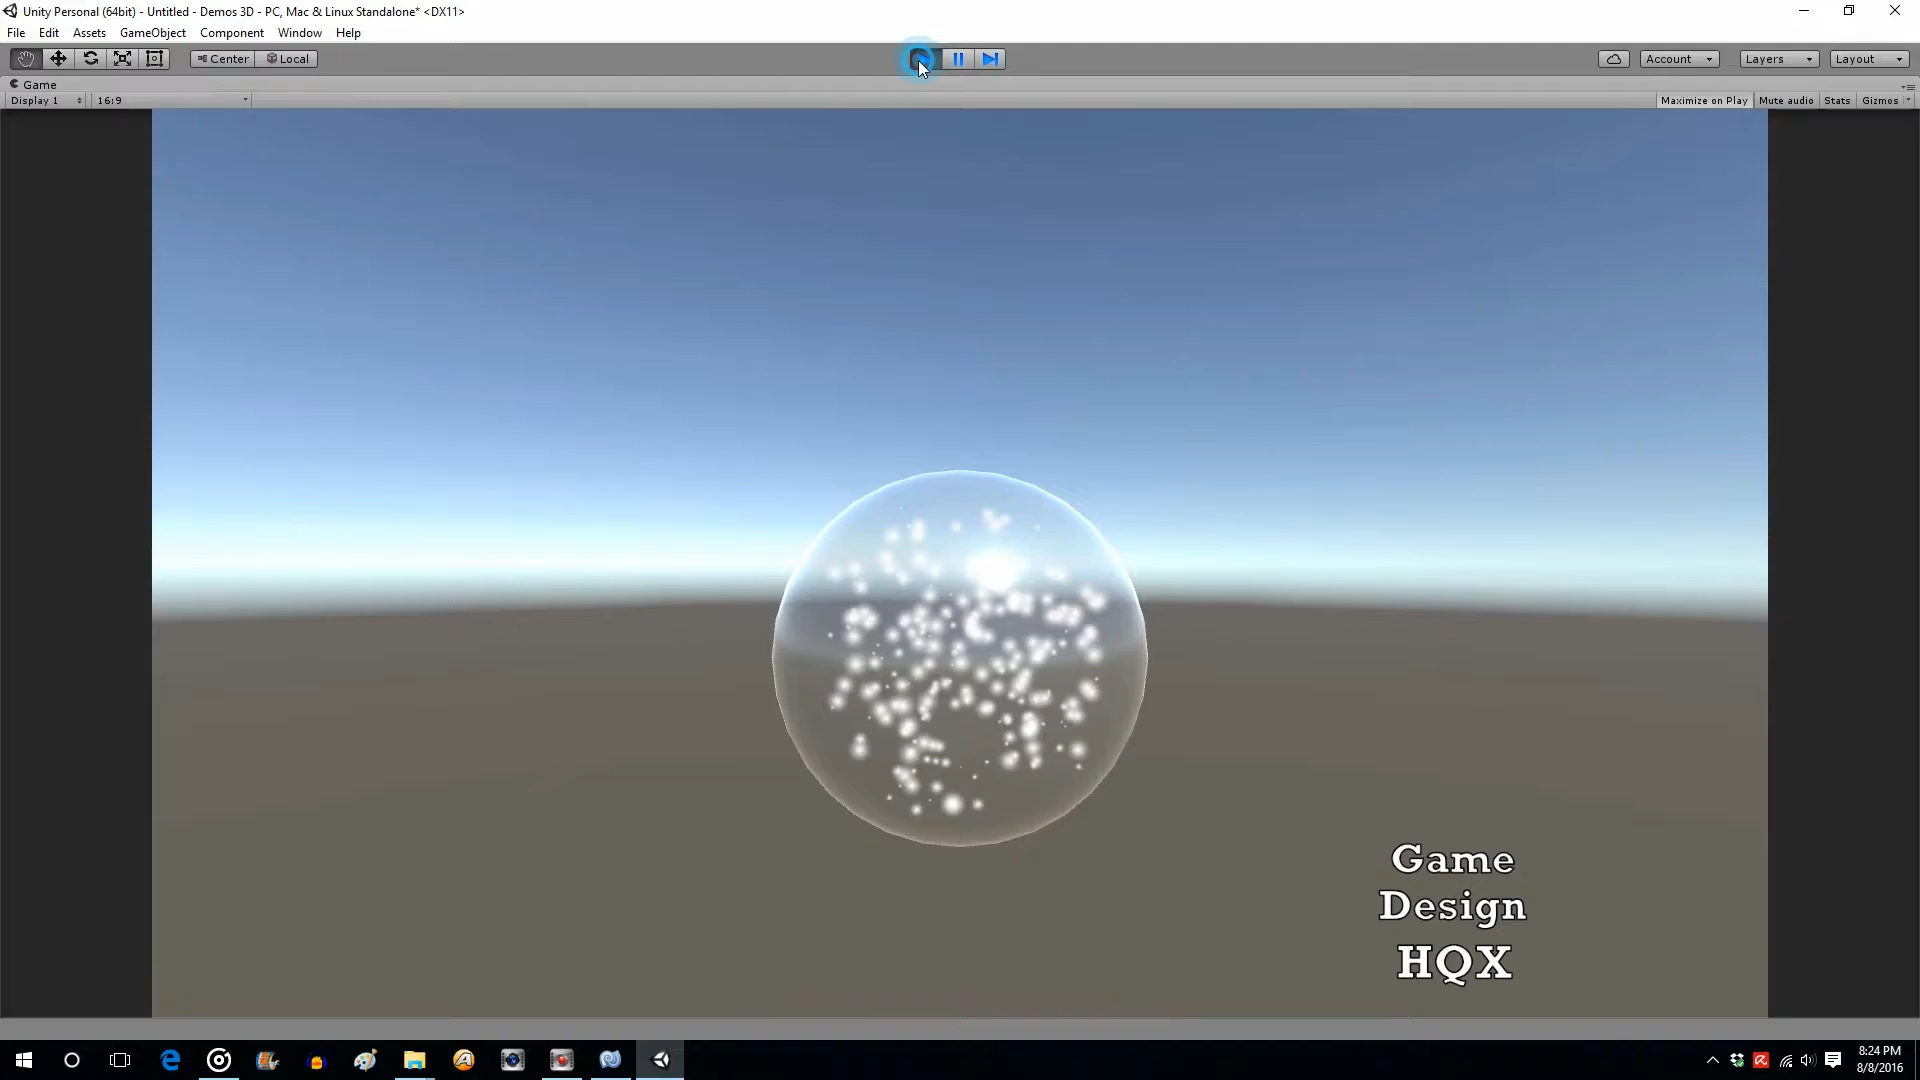 Unity Personal (64bit) - Untitled - Demos 3D - PC, Mac & Linux Standalone* <DX11>
File Edit Assets GameObject Component Window Help
Center Local Account Layers Layout
Game
Display 1 16:9 Maximize on Play Mute audio Stats Gizmos
Game
Design
HQX
8:24 PM
8/8/2016